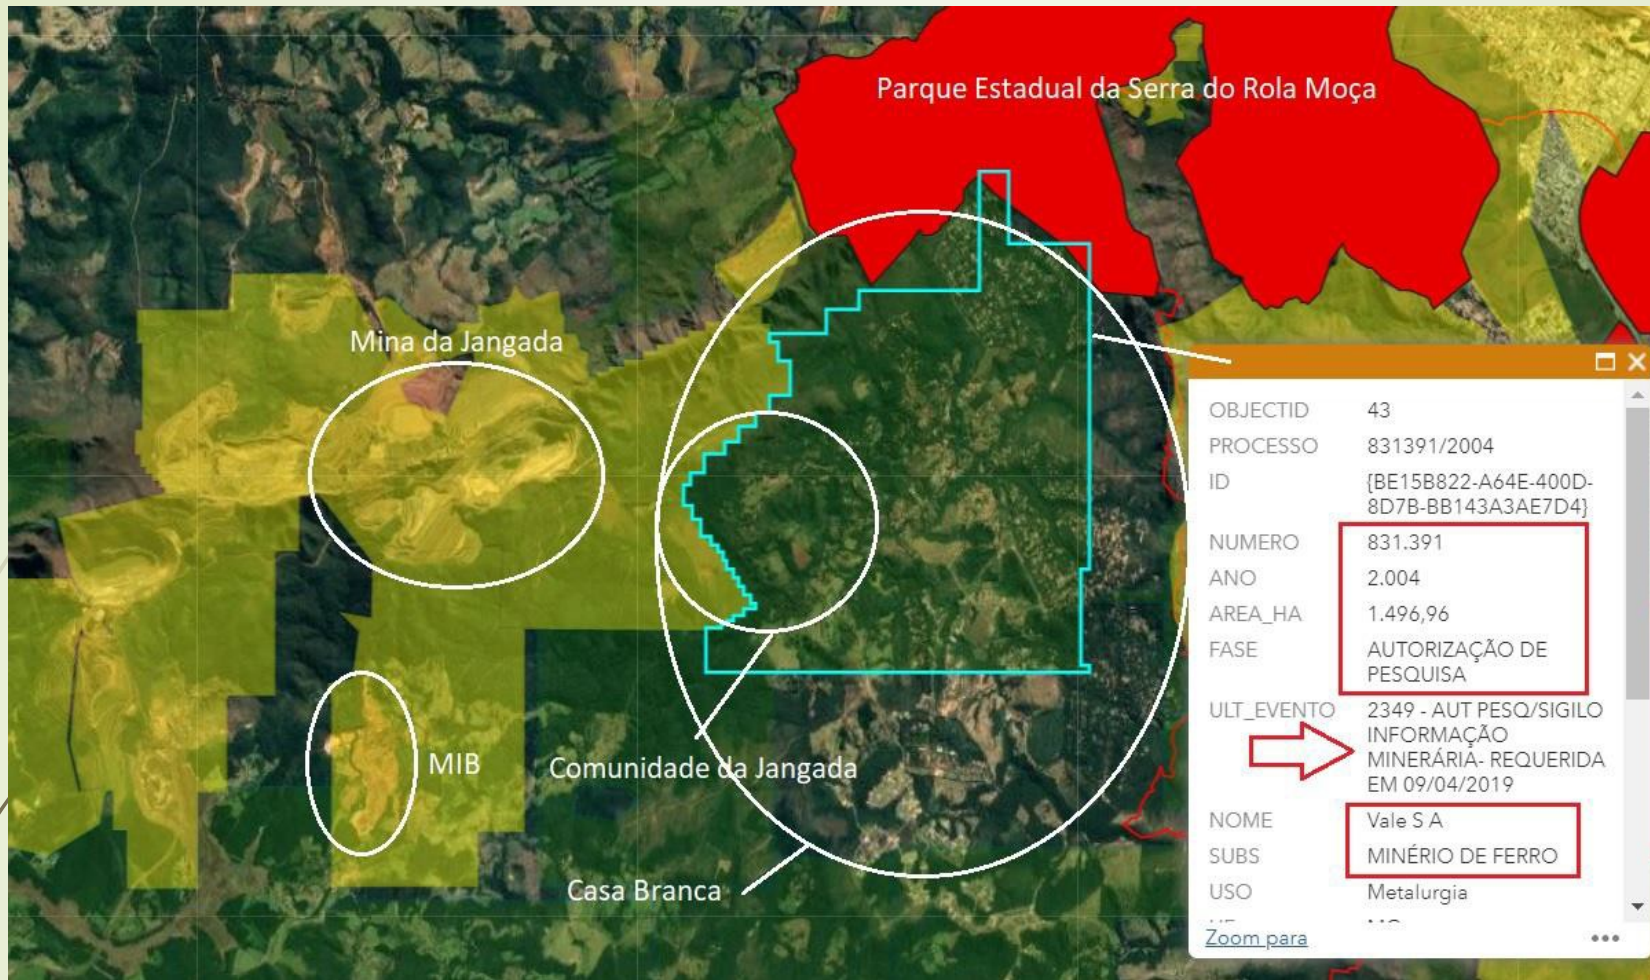 Parque Estadual da Serra do Rola Moça
Mina da Jangada
MIB
Comunidade da Jangada
Casa Branca
OBJECTID 43
PROCESSO 831391/2004
ID {BE15B822-A64E-400D-
8D7B-BB143A3AE7D4}
NUMERO 831.391
ANO 2.004
AREA_HA 1.496,96
FASE AUTORIZAÇÃO DE
PESQUISA
ULT_EVENTO 2349 - AUT PESQ/SIGILO
INFORMAÇÃO
MINERÁRIA- REQUERIDA
EM 09/04/2019
NOME Vale S A
SUBS MINÉRIO DE FERRO
USO Metalurgia
Zoom para